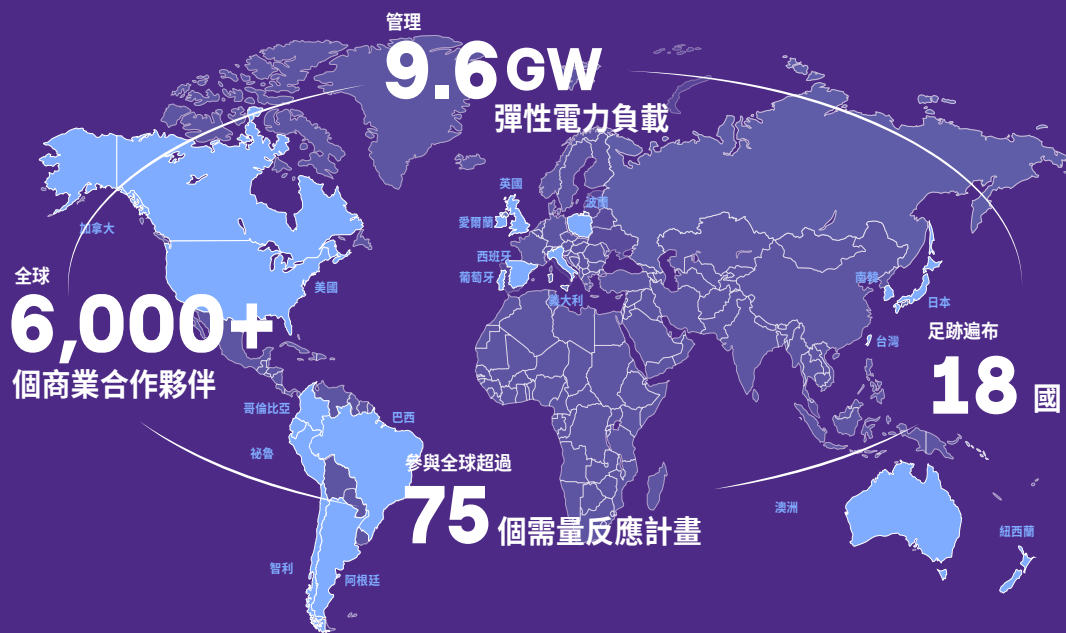 管理
9.6 GW
彈性電力負載
英國
波蘭
愛爾蘭
加拿大
西班牙
葡萄牙
南韓
全球
6,000+
個商業合作夥伴
美國
義大利
日本
足跡遍布
18 國
台灣
哥倫比亞
巴西
祕魯
參與全球超過
75 個需量反應計畫
澳洲
紐西蘭
智利
阿根廷